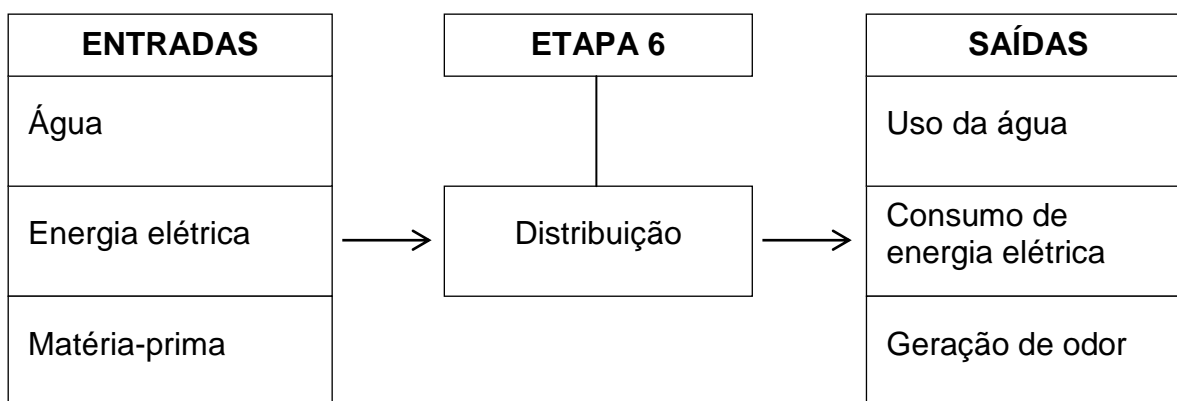 ENTRADAS
Água
Energia elétrica
Matéria-prima
ETAPA 6
Distribuição
SAÍDAS
Uso da água
Consumo de
energia elétrica
Geração de odor